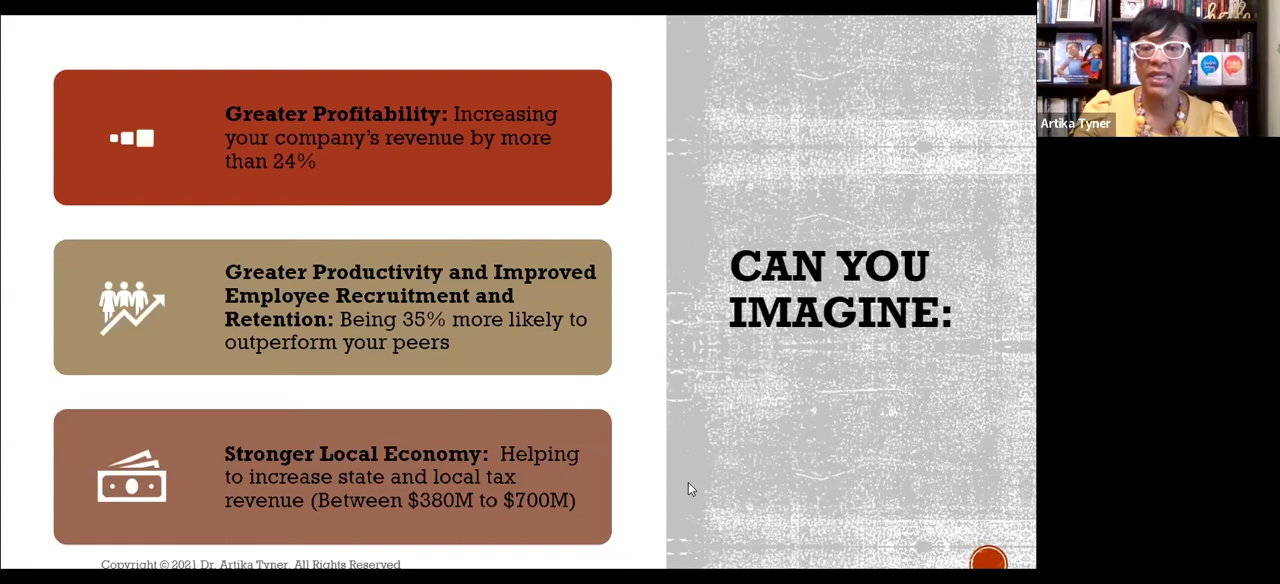 Greater Profitability: Increasing
your company's revenue by more
than 24%
Greater Productivity and Improved
Employee Recruitment and
Retention: Being 35% more likely to
outperform your peers
Stronger Local Economy:  Helping
to increase state and local tax
revenue (Between $380M to $700M)
Copyright © 2021 Dr. Artika Tyner. All Rights Reserved
CAN YOU
IMAGINE:
Artika Tyner